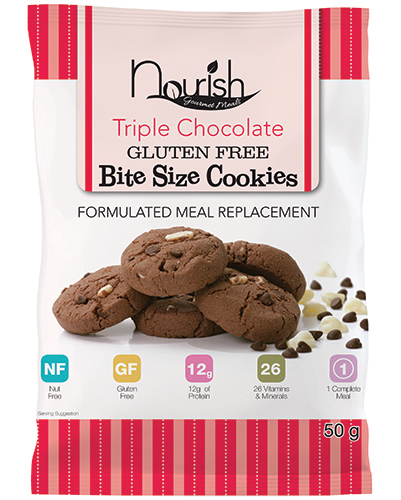 Nourish
Gourmet Meals
Triple Chocolate
GLUTEN FREE
Bite Size Cookies
FORMULATED MEAL REPLACEMENT
NF GF 12g 26 1
Nut Free
Gluten Free
12g of Protein
26 Vitamins & Minerals
1 Complete Meal
Serving Suggestion
50 g